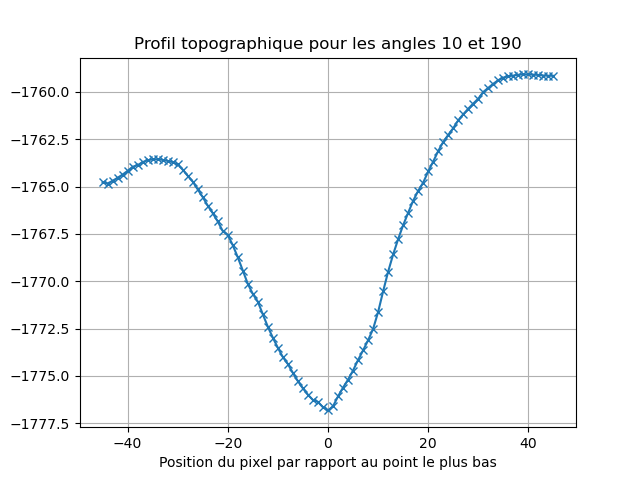 Profil topographique pour les angles 10 et 190
−1760.0
−1762.5
−1765.0
−1767.5
−1770.0
−1772.5
−1775.0
−1777.5
−40 −20 0 20 40
Position du pixel par rapport au point le plus bas